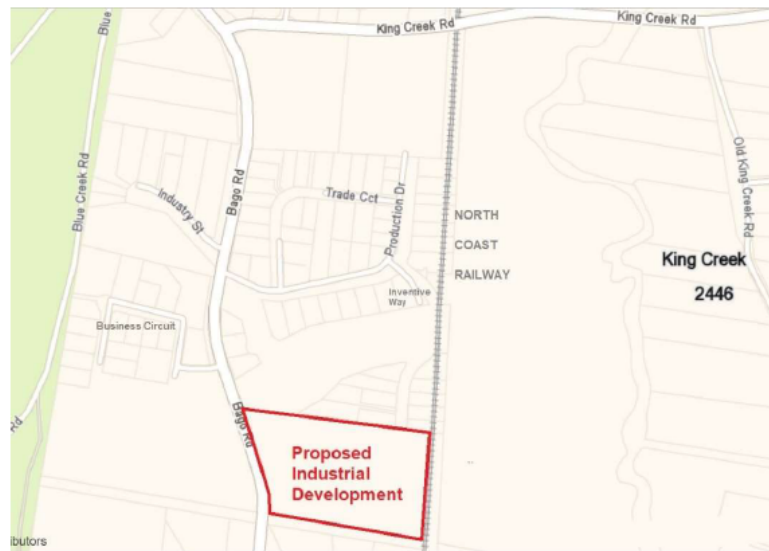 King Creek Rd
King Creek Rd
Blue
Blue Creek Rd
Bago Rd
Industry St
Trade Cct
Production Dr
Old King Creek Rd
NORTH
COAST
RAILWAY
King Creek
2446
Inventive
Way
Business Circuit
Bago Rd
Rd
Proposed
Industrial
Development
ibutors